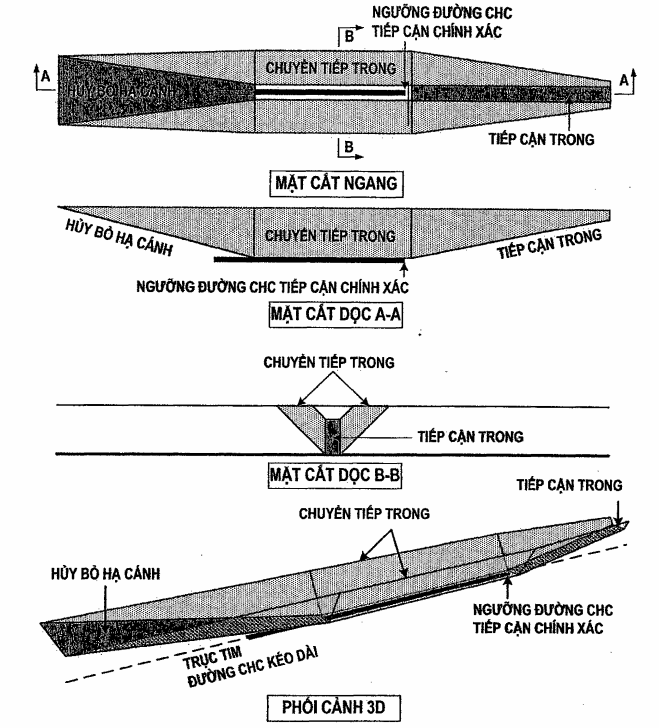 NGƯỠNG ĐƯỜNG CHC
TIẾP CẬN CHÍNH XÁC
B
CHUYỂN TIẾP TRONG
A
A
HỦY BỎ HẠ CÁNH
TIẾP CẬN TRONG
B
MẶT CẮT NGANG
HỦY BỎ HẠ CÁNH
CHUYỂN TIẾP TRONG
TIẾP CẬN TRONG
NGƯỠNG ĐƯỜNG CHC TIẾP CẬN CHÍNH XÁC
MẶT CẮT DỌC A-A
CHUYỂN TIẾP TRONG
TIẾP CẬN TRONG
MẶT CẮT DỌC B-B
TIẾP CẬN TRONG
CHUYỂN TIẾP TRONG
HỦY BỎ HẠ CÁNH
NGƯỠNG ĐƯỜNG CHC
TIẾP CẬN CHÍNH XÁC
TRỤC TIM
ĐƯỜNG CHC KÉO DÀI
PHỐI CẢNH 3D